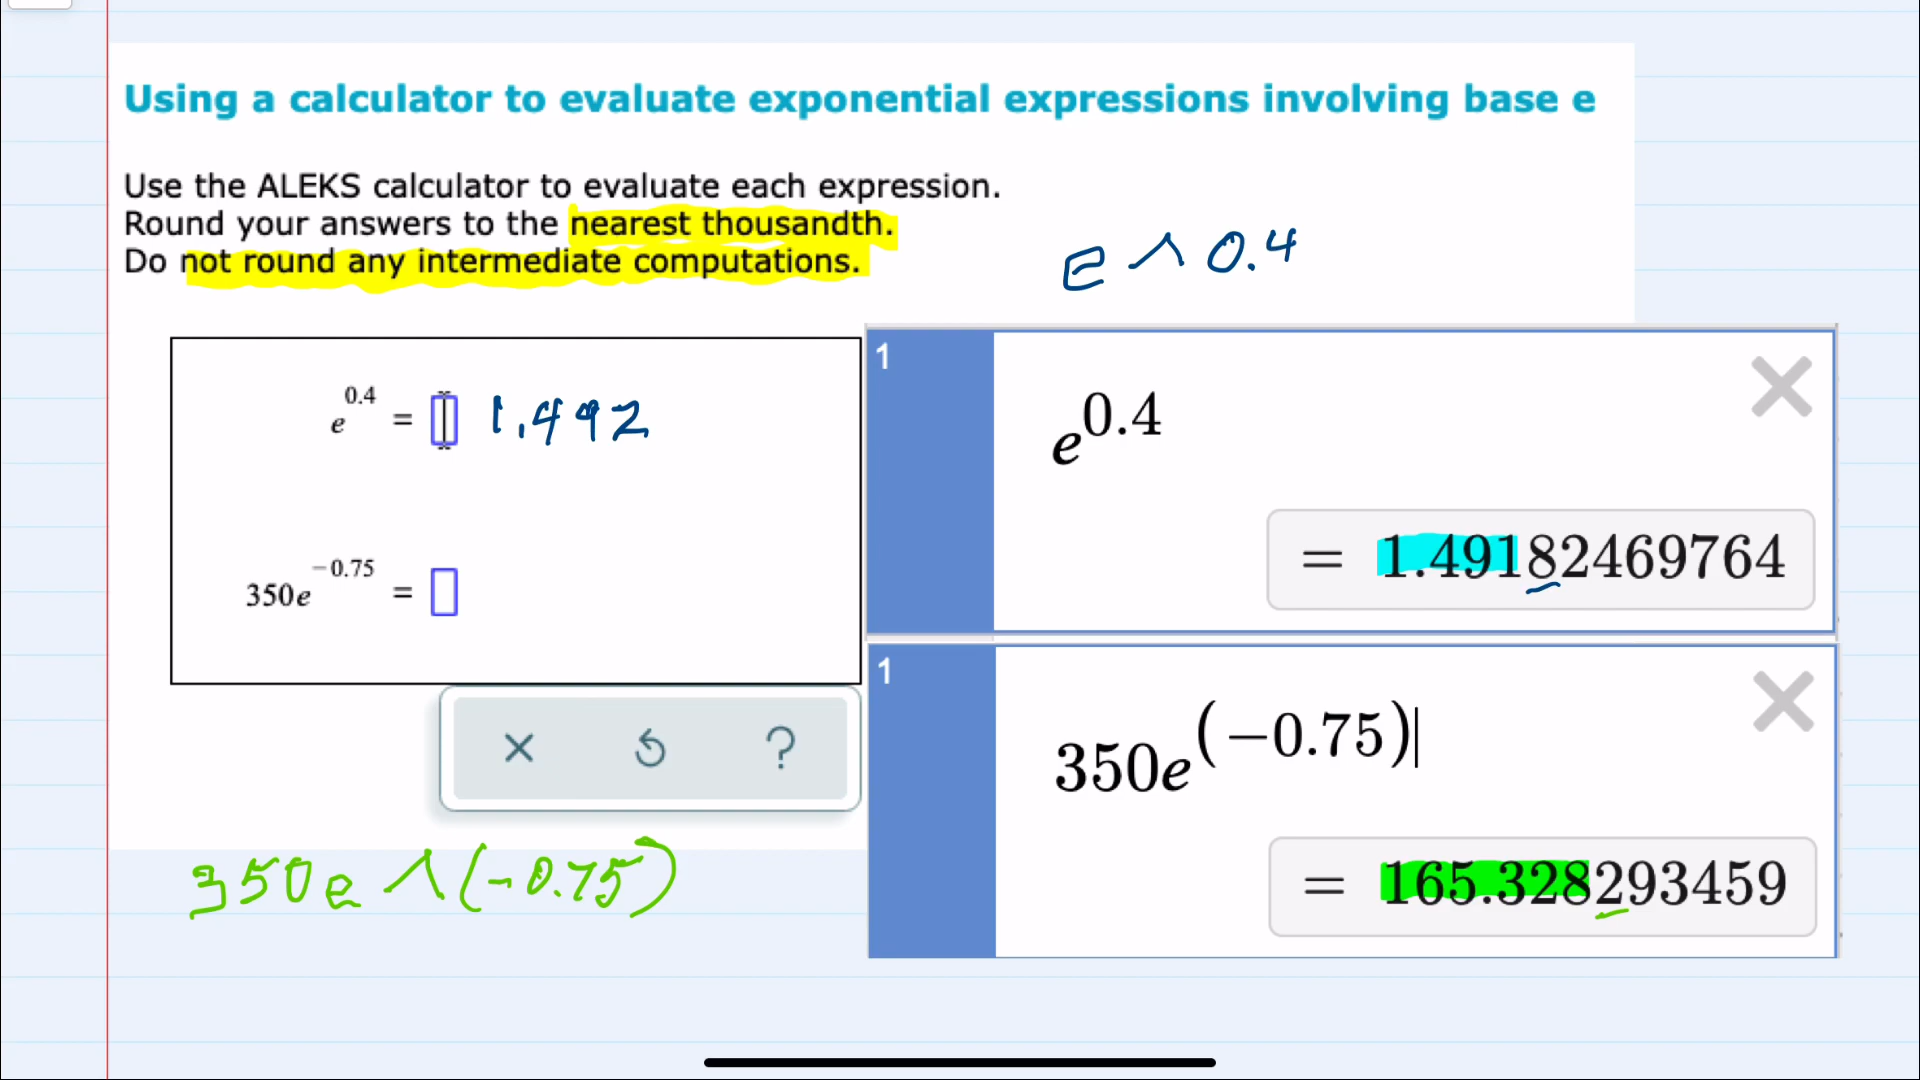 Using a calculator to evaluate exponential expressions involving base e
Use the ALEKS calculator to evaluate each expression.
Round your answers to the nearest thousandth.
Do not round any intermediate computations.
e ^ 0.4
e^0.4 = 1.492
350e^−0.75 =
× ?
350e ^ (-0.75)
1
e^0.4
= 1.49182469764
1
350e^(−0.75)
= 165.328293459